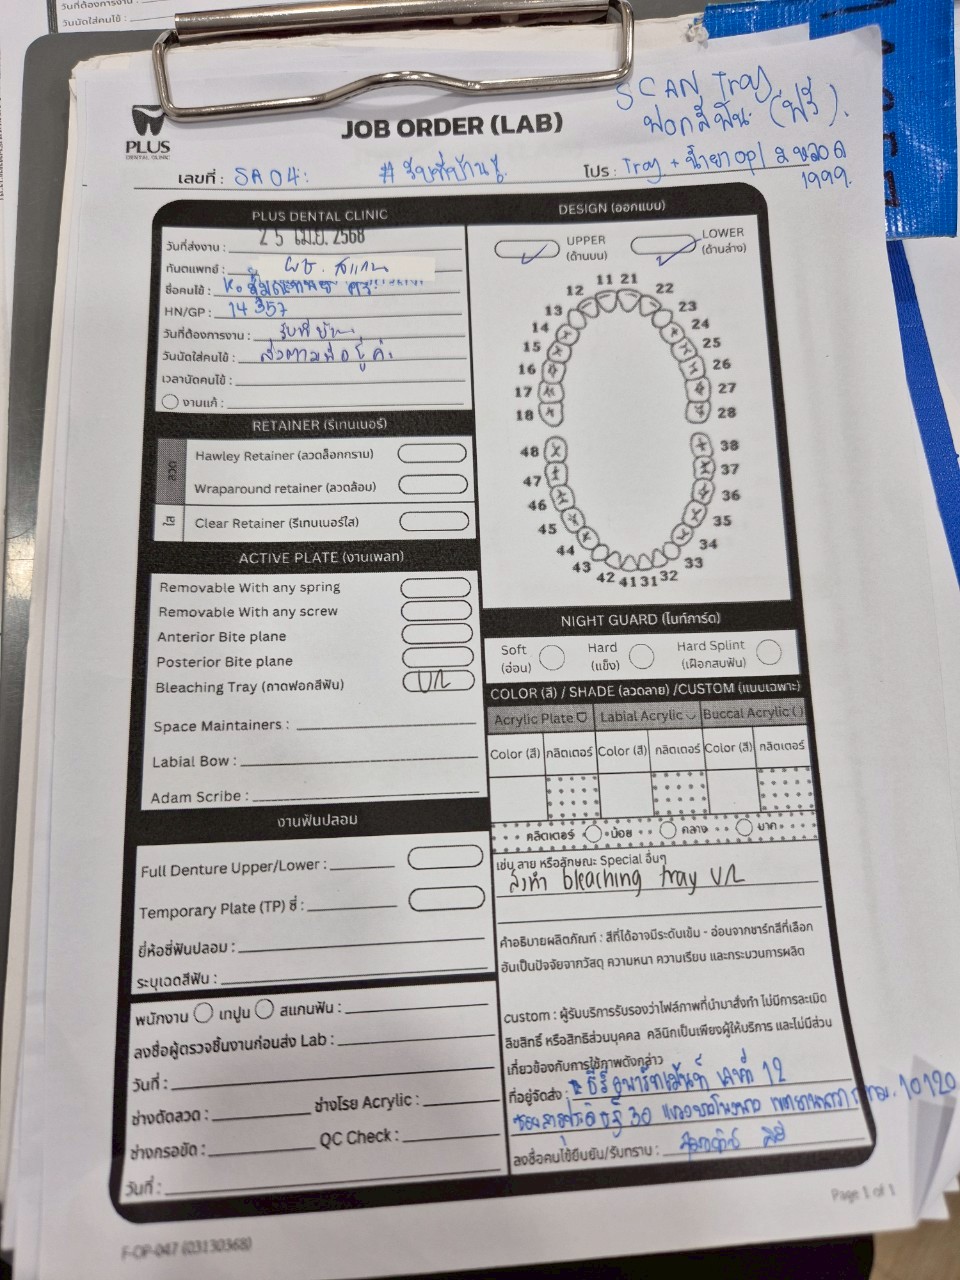 SCAN Tray
ฟอกสีฟัน (ฟรี).
PLUS
DENTAL CLINIC
JOB ORDER (LAB)
เลขที่ : SA 04: # รับที่บ้าน
โปร : Tray + น้ำยา opl 2 หลอด
1999.
PLUS DENTAL CLINIC
วันที่ส่งงาน : 25 เม.ย. 2568
ทันตแพทย์ : ผช. สแกน
ชื่อคนไข้ :
HN/GP : 14357
วันที่ต้องการงาน : รับที่บ้าน
วันนัดใส่คนไข้ : ส่งตามที่อยู่ค่ะ
เวลานัดคนไข้ :
งานแก้ :
RETAINER (รีเทนเนอร์)
ลวด
Hawley Retainer (ลวดล็อกกราม)
Wraparound retainer (ลวดล้อม)
ใส
Clear Retainer (รีเทนเนอร์ใส)
ACTIVE PLATE (งานเพลท)
Removable With any spring
Removable With any screw
Anterior Bite plane
Posterior Bite plane
Bleaching Tray (ถาดฟอกสีฟัน) U/L
Space Maintainers :
Labial Bow :
Adam Scribe :
งานฟันปลอม
Full Denture Upper/Lower :
Temporary Plate (TP) ซี่ :
ยี่ห้อซี่ฟันปลอม :
ระบุเฉดสีฟัน :
พนักงาน เทปูน สแกนฟัน :
ลงชื่อผู้ตรวจชิ้นงานก่อนส่ง Lab :
วันที่ :
ช่างดัดลวด : ช่างโรย Acrylic :
ช่างกรอขัด : QC Check :
วันที่ :
DESIGN (ออกแบบ)
UPPER
(ด้านบน)
LOWER
(ด้านล่าง)
11 21
12 22
13 23
14 24
15 25
16 26
17 27
18 28
48 38
47 37
46 36
45 35
44 34
43 33
42 41 31 32
NIGHT GUARD (ไนท์การ์ด)
Soft
(อ่อน)
Hard
(แข็ง)
Hard Splint
(เฝือกสบฟัน)
COLOR (สี) / SHADE (ลวดลาย) /CUSTOM (แบบเฉพาะ)
Acrylic Plate Labial Acrylic Buccal Acrylic ( )
Color (สี) กลิตเตอร์ Color (สี) กลิตเตอร์ Color (สี) กลิตเตอร์
กลิตเตอร์ น้อย กลาง มาก
เช่น ลาย หรือลักษณะ Special อื่นๆ
สั่งทำ bleaching tray U/L
คำอธิบายผลิตภัณฑ์ : สีที่ได้อาจมีระดับเข้ม - อ่อนจากชาร์ทสีที่เลือก
อันเป็นปัจจัยจากวัสดุ ความหนา ความเรียบ และกระบวนการผลิต
custom : ผู้รับบริการรับรองว่าไฟล์ภาพที่นำมาสั่งทำ ไม่มีการละเมิด
ลิขสิทธิ์ หรือสิทธิส่วนบุคคล คลินิกเป็นเพียงผู้ให้บริการ และไม่มีส่วน
เกี่ยวข้องกับการใช้ภาพดังกล่าว
ที่อยู่จัดส่ง : เลขที่ 12
30 10120
ลงชื่อคนไข้ยืนยัน/รับทราบ :
Page 1 of 1
F-OP-047 (03130368)